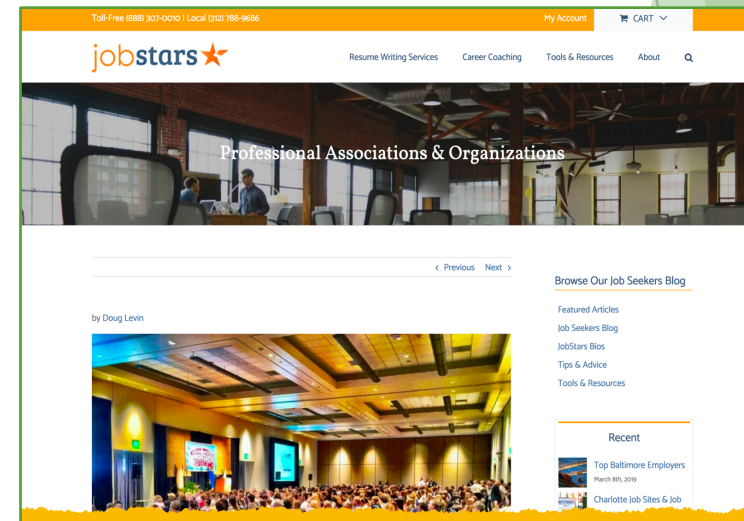 Toll-Free (888) 307-0010 | Local (312) 788-9686
My Account
CART
jobstars
Resume Writing Services
Career Coaching
Tools & Resources
About
Professional Associations & Organizations
Previous
Next
Browse Our Job Seekers Blog
by Doug Levin
Featured Articles
Job Seekers Blog
JobStars Bios
Tips & Advice
Tools & Resources
Recent
Top Baltimore Employers
March 8th, 2019
Charlotte Job Sites & Job